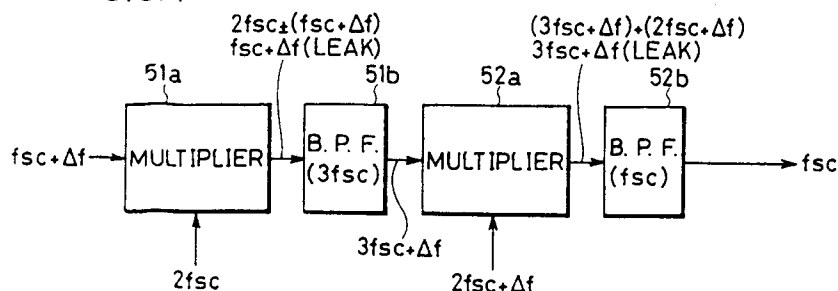 2fsc±(fsc+Δf)
fsc+Δf(LEAK)
(3fsc+Δf)+(2fsc+Δf)
3fsc+Δf(LEAK)
51a
51b
52a
52b
fsc+Δf
MULTIPLIER
B. P. F.
(3fsc)
MULTIPLIER
B. P. F.
(fsc)
fsc
3fsc+Δf
2fsc
2fsc+Δf